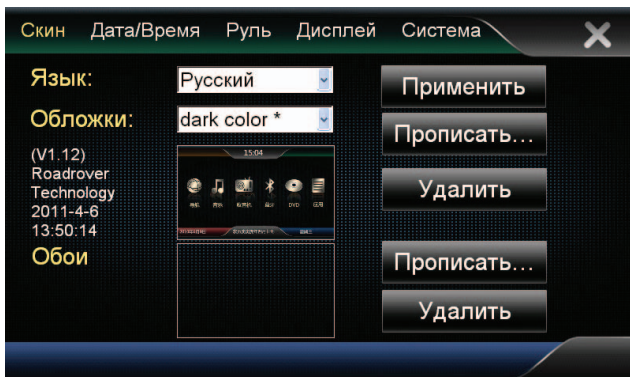 Скин Дата/Время Руль Дисплей Система
Язык: Русский Применить
Обложки: dark color * Прописать...
(V1.12)
Roadrover
Technology
2011-4-6
13:50:14
15:04
DVD
Удалить
Обои Прописать...
Удалить